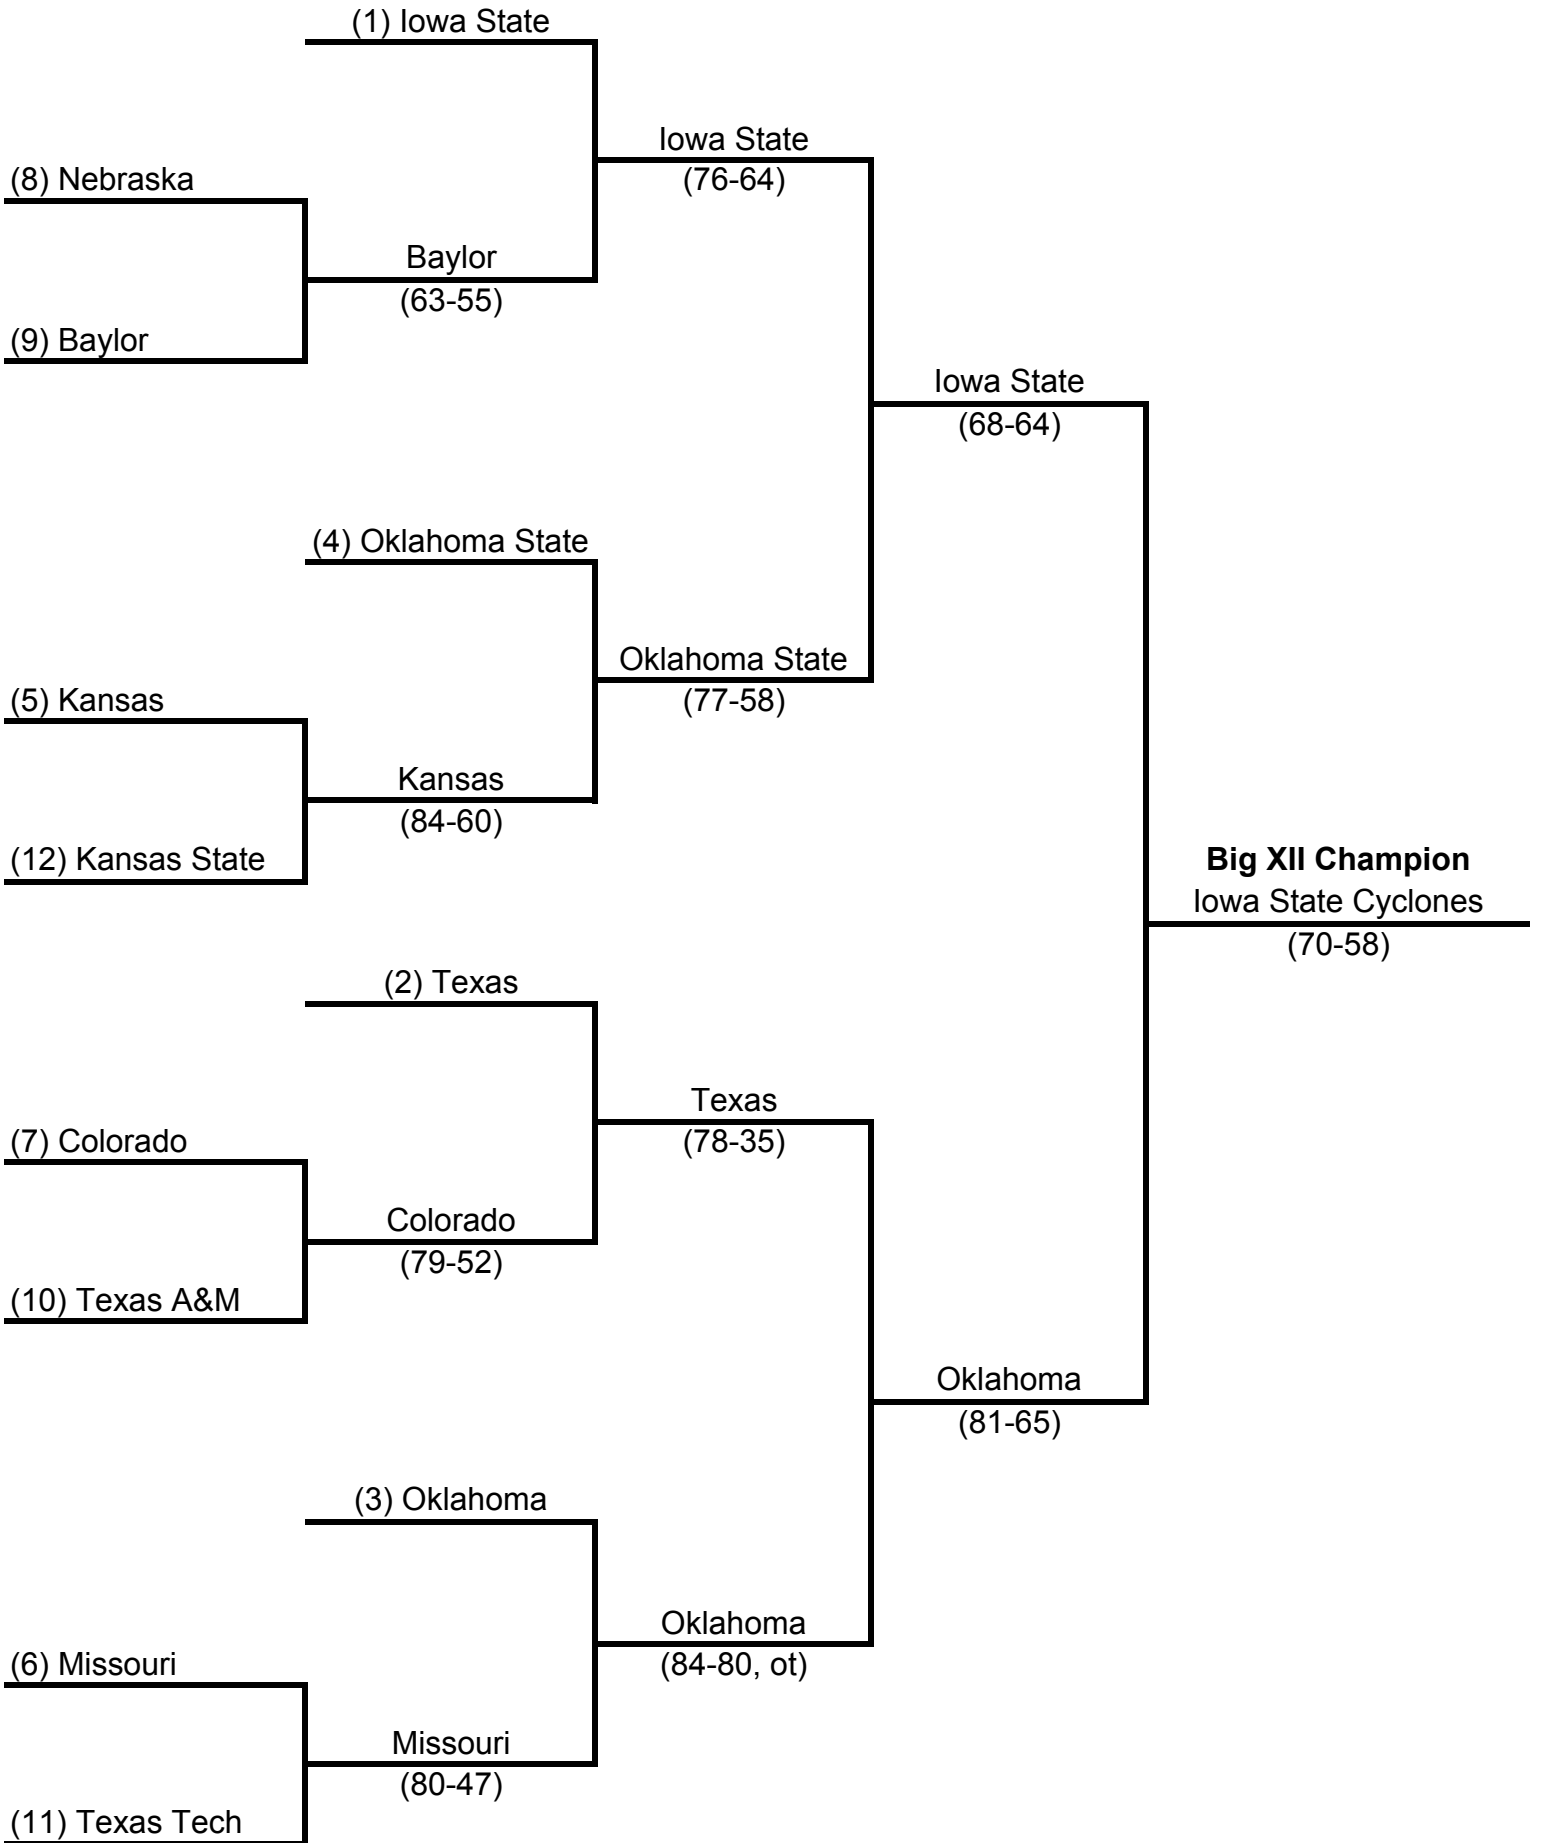 (1) Iowa State
Iowa State
(76-64)
(8) Nebraska
Baylor
(63-55)
(9) Baylor
Iowa State
(68-64)
(4) Oklahoma State
Oklahoma State
(77-58)
(5) Kansas
Kansas
(84-60)
(12) Kansas State
Big XII Champion
Iowa State Cyclones
(70-58)
(2) Texas
Texas
(78-35)
(7) Colorado
Colorado
(79-52)
(10) Texas A&M
Oklahoma
(81-65)
(3) Oklahoma
Oklahoma
(84-80, ot)
(6) Missouri
Missouri
(80-47)
(11) Texas Tech